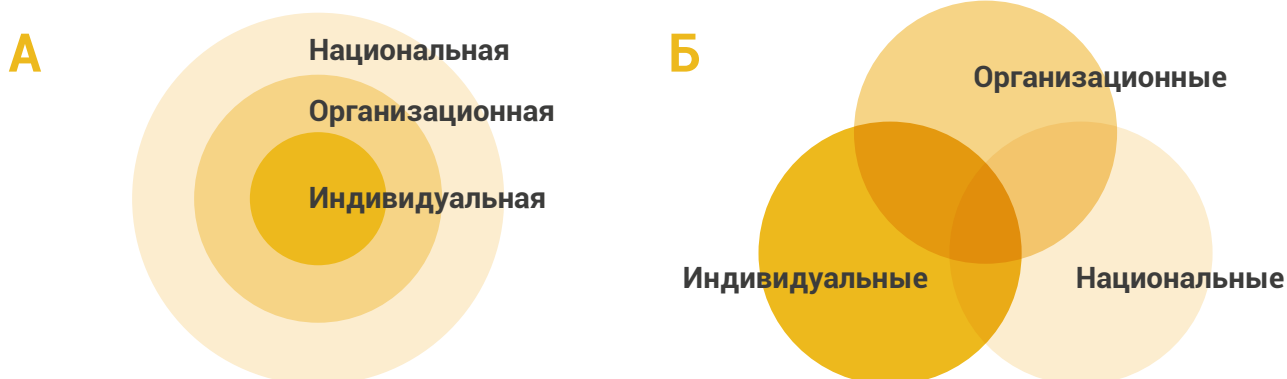 А
Национальная
Организационная
Индивидуальная
Б
Организационные
Индивидуальные
Национальные